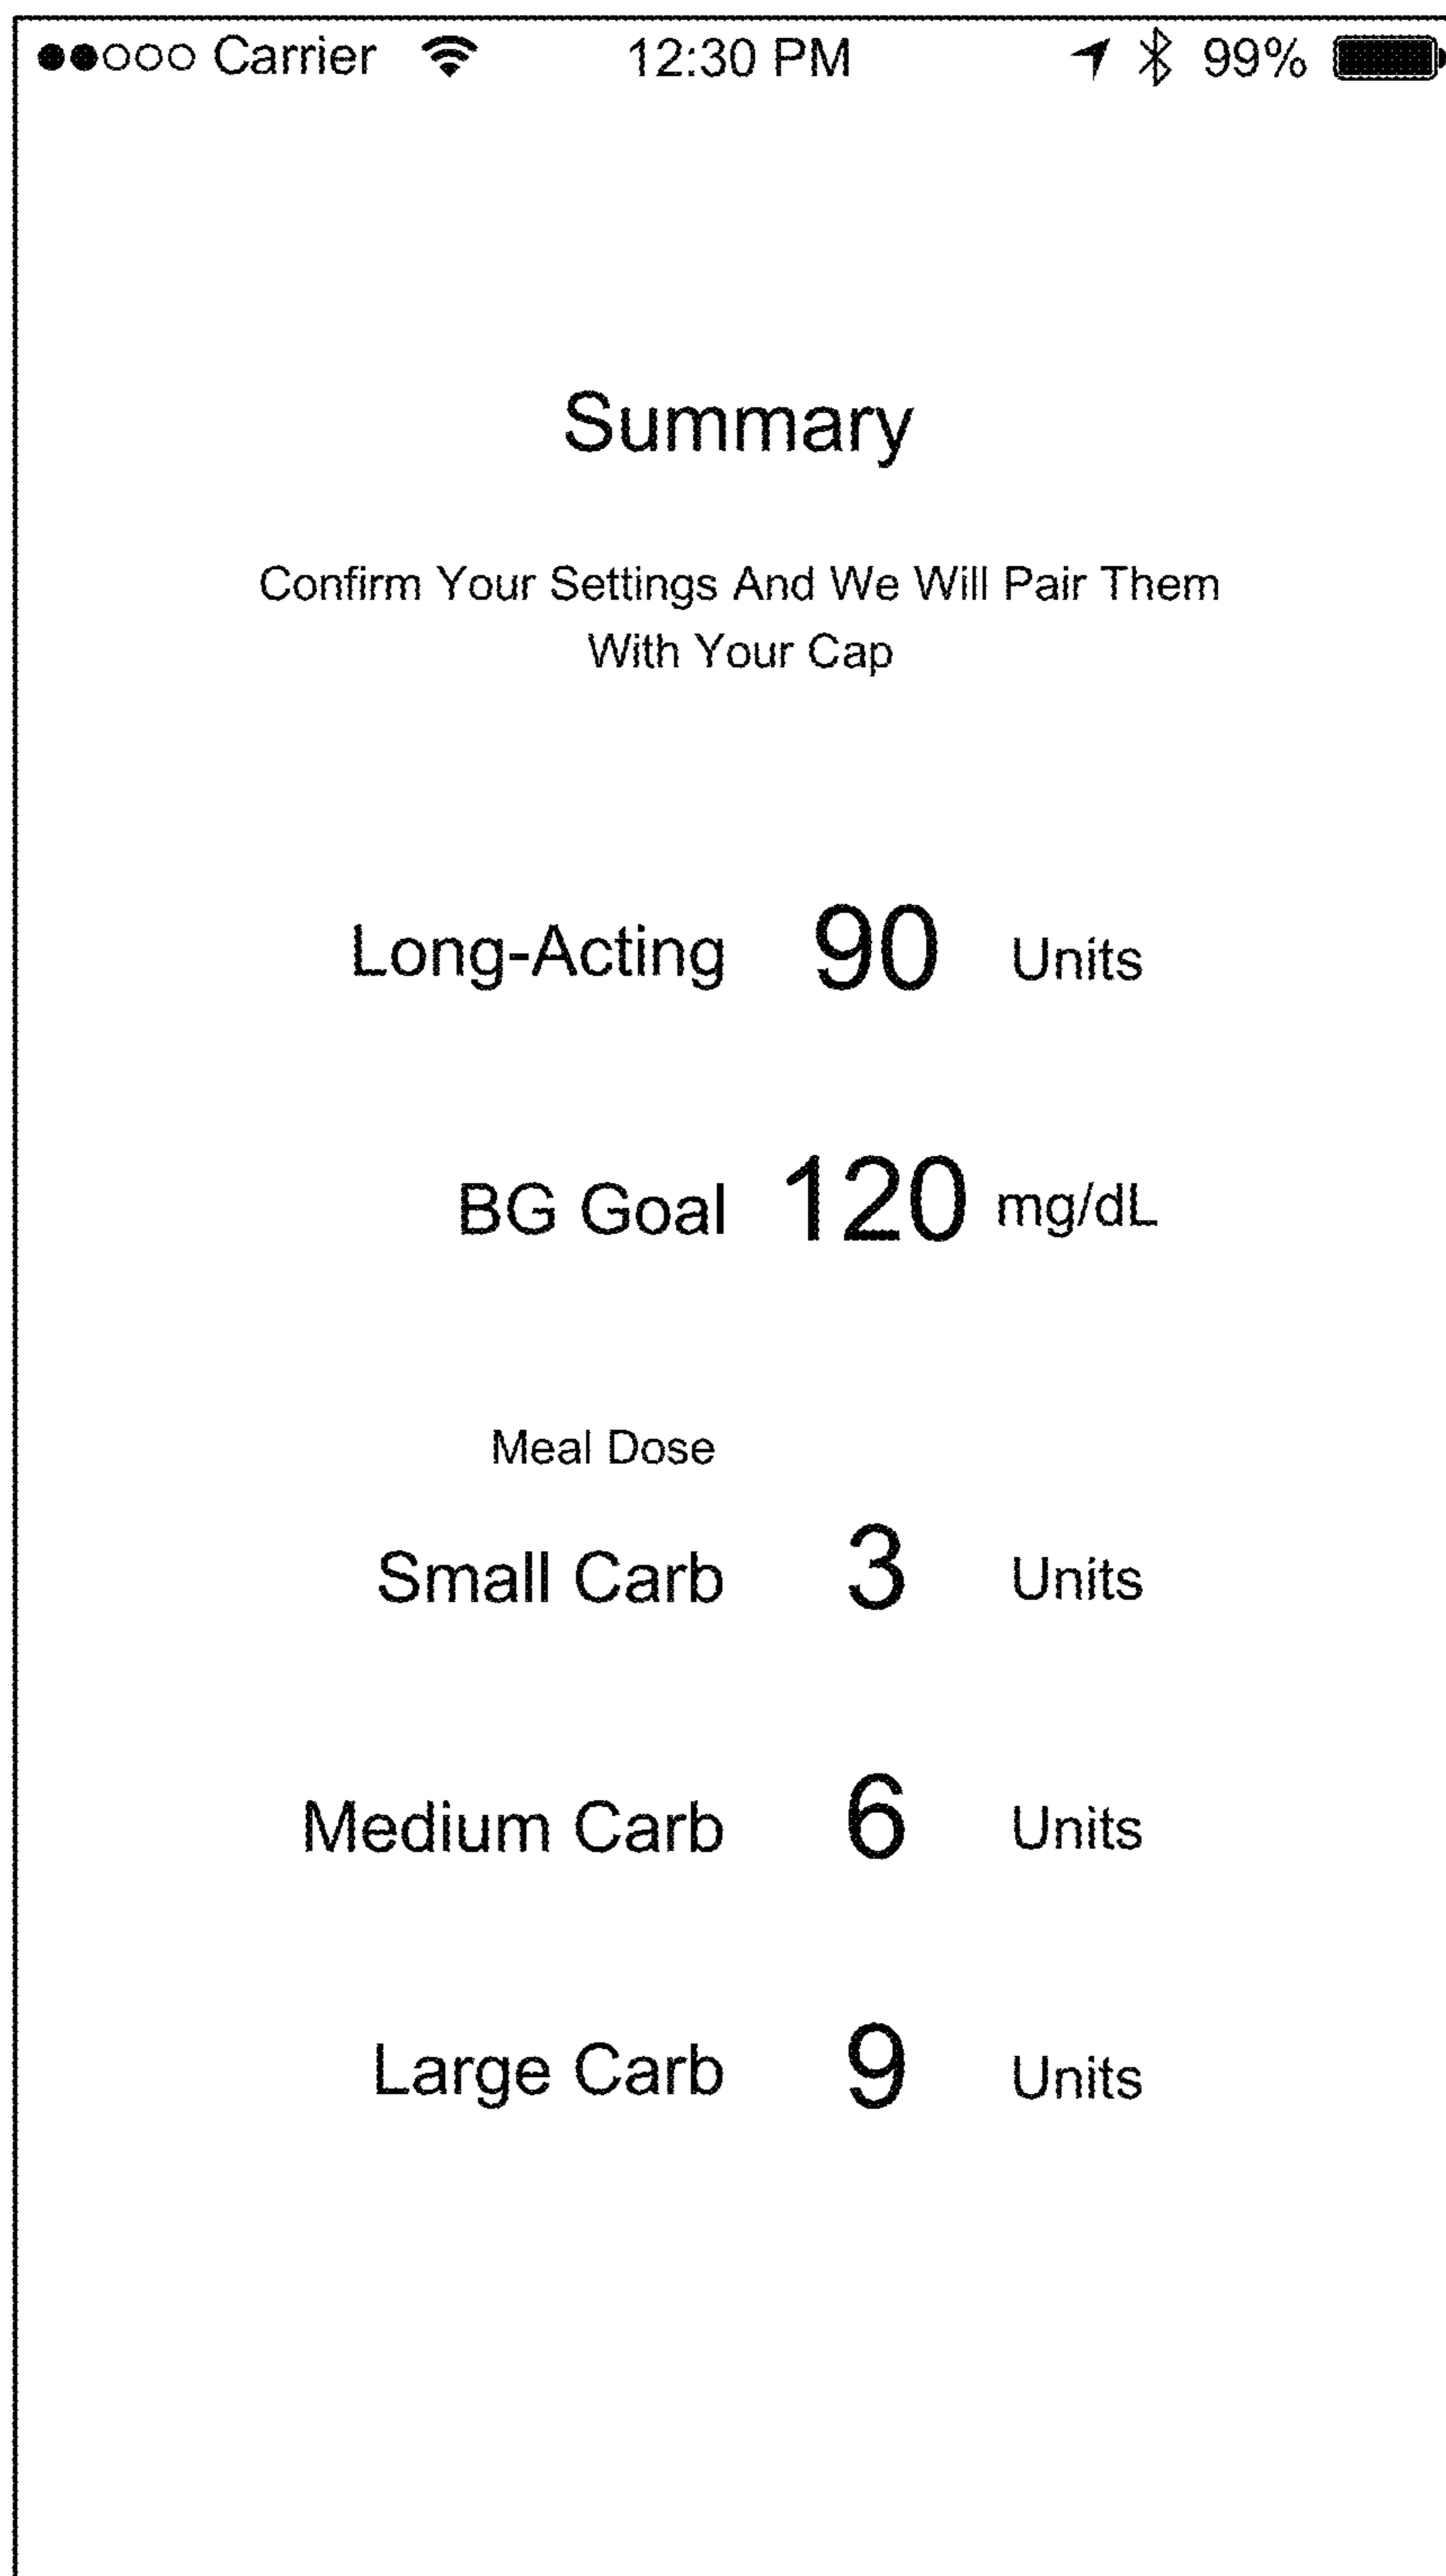 Carrier 12:30 PM 99%
Summary
Confirm Your Settings And We Will Pair Them
With Your Cap
Long-Acting 90 Units
BG Goal 120 mg/dL
Meal Dose
Small Carb 3 Units
Medium Carb 6 Units
Large Carb 9 Units